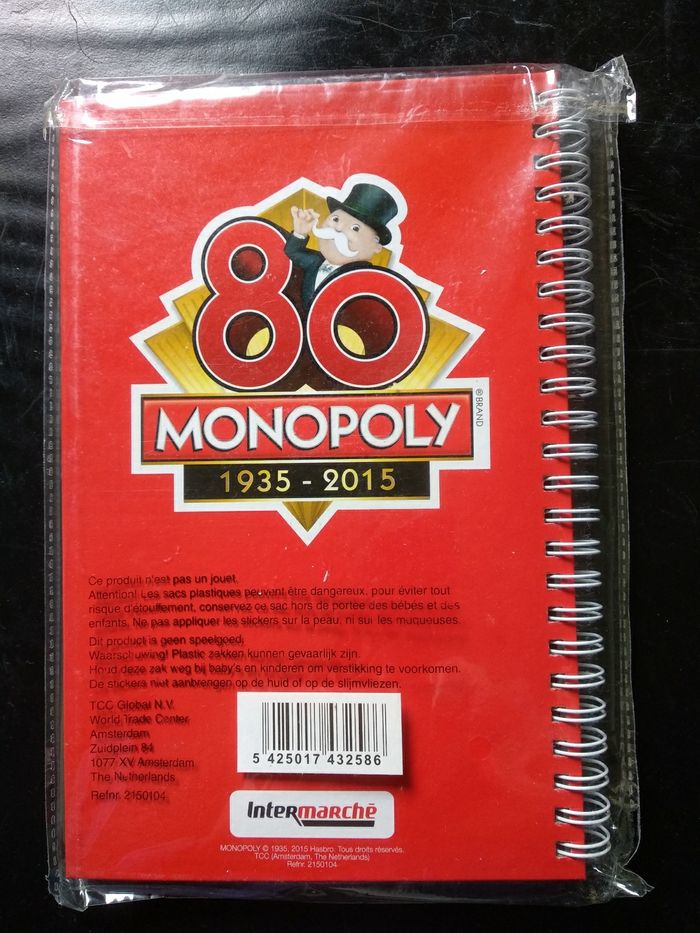 80
MONOPOLY
®BRAND
1935 - 2015
Ce produit n'est pas un jouet.
Attention! Les sacs plastiques peuvent être dangereux, pour éviter tout
risque d'étouffement, conservez ce sac hors de portée des bébés et des
enfants. Ne pas appliquer les stickers sur la peau, ni sur les muqueuses.
Dit product is geen speelgoed.
Waarschuwing! Plastic zakken kunnen gevaarlijk zijn.
Houd deze zak weg bij baby's en kinderen om verstikking te voorkomen.
De stickers niet aanbrengen op de huid of op de slijmvliezen.
TCC Global N.V.
World Trade Center
Amsterdam
Zuidplein 84
1077 XV Amsterdam
The Netherlands
Refnr. 2150104
5 425017 432586
Intermarchē
MONOPOLY © 1935, 2015 Hasbro. Tous droits réservés.
TCC (Amsterdam, The Netherlands)
Refnr. 2150104